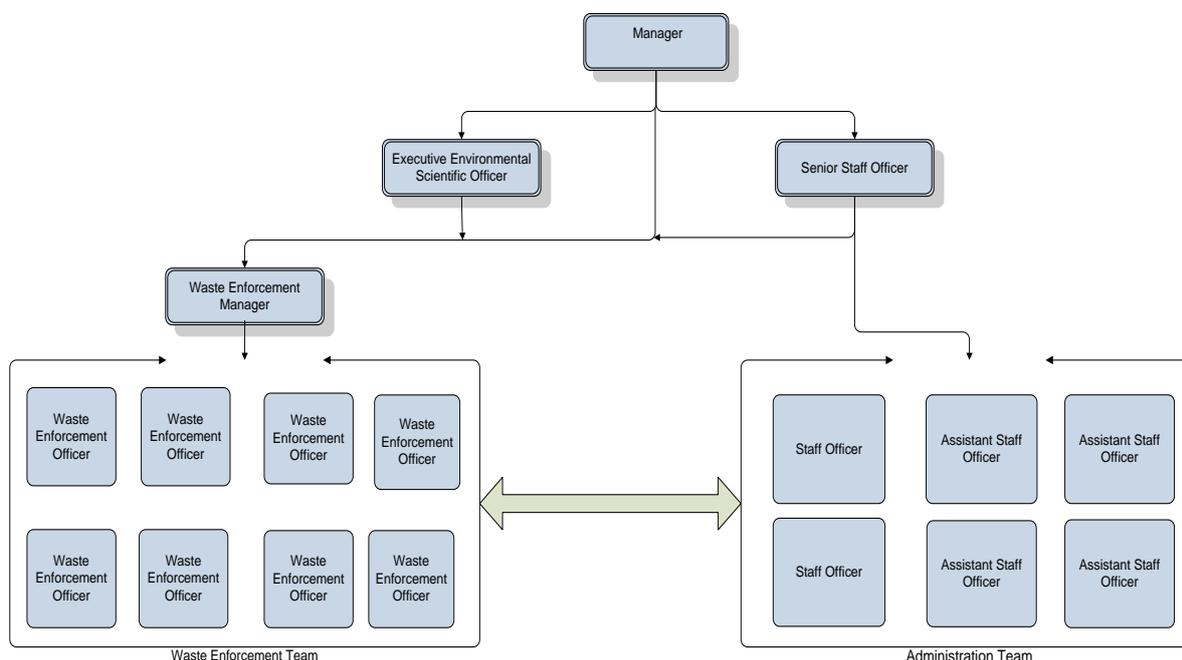 Manager
Executive Environmental
Scientific Officer
Senior Staff Officer
Waste Enforcement
Manager
Waste
Enforcement
Officer
Waste
Enforcement
Officer
Waste
Enforcement
Officer
Waste
Enforcement
Officer
Staff Officer
Assistant Staff
Officer
Assistant Staff
Officer
Waste
Enforcement
Officer
Waste
Enforcement
Officer
Waste
Enforcement
Officer
Waste
Enforcement
Officer
Staff Officer
Assistant Staff
Officer
Assistant Staff
Officer
Waste Enforcement Team
Administration Team